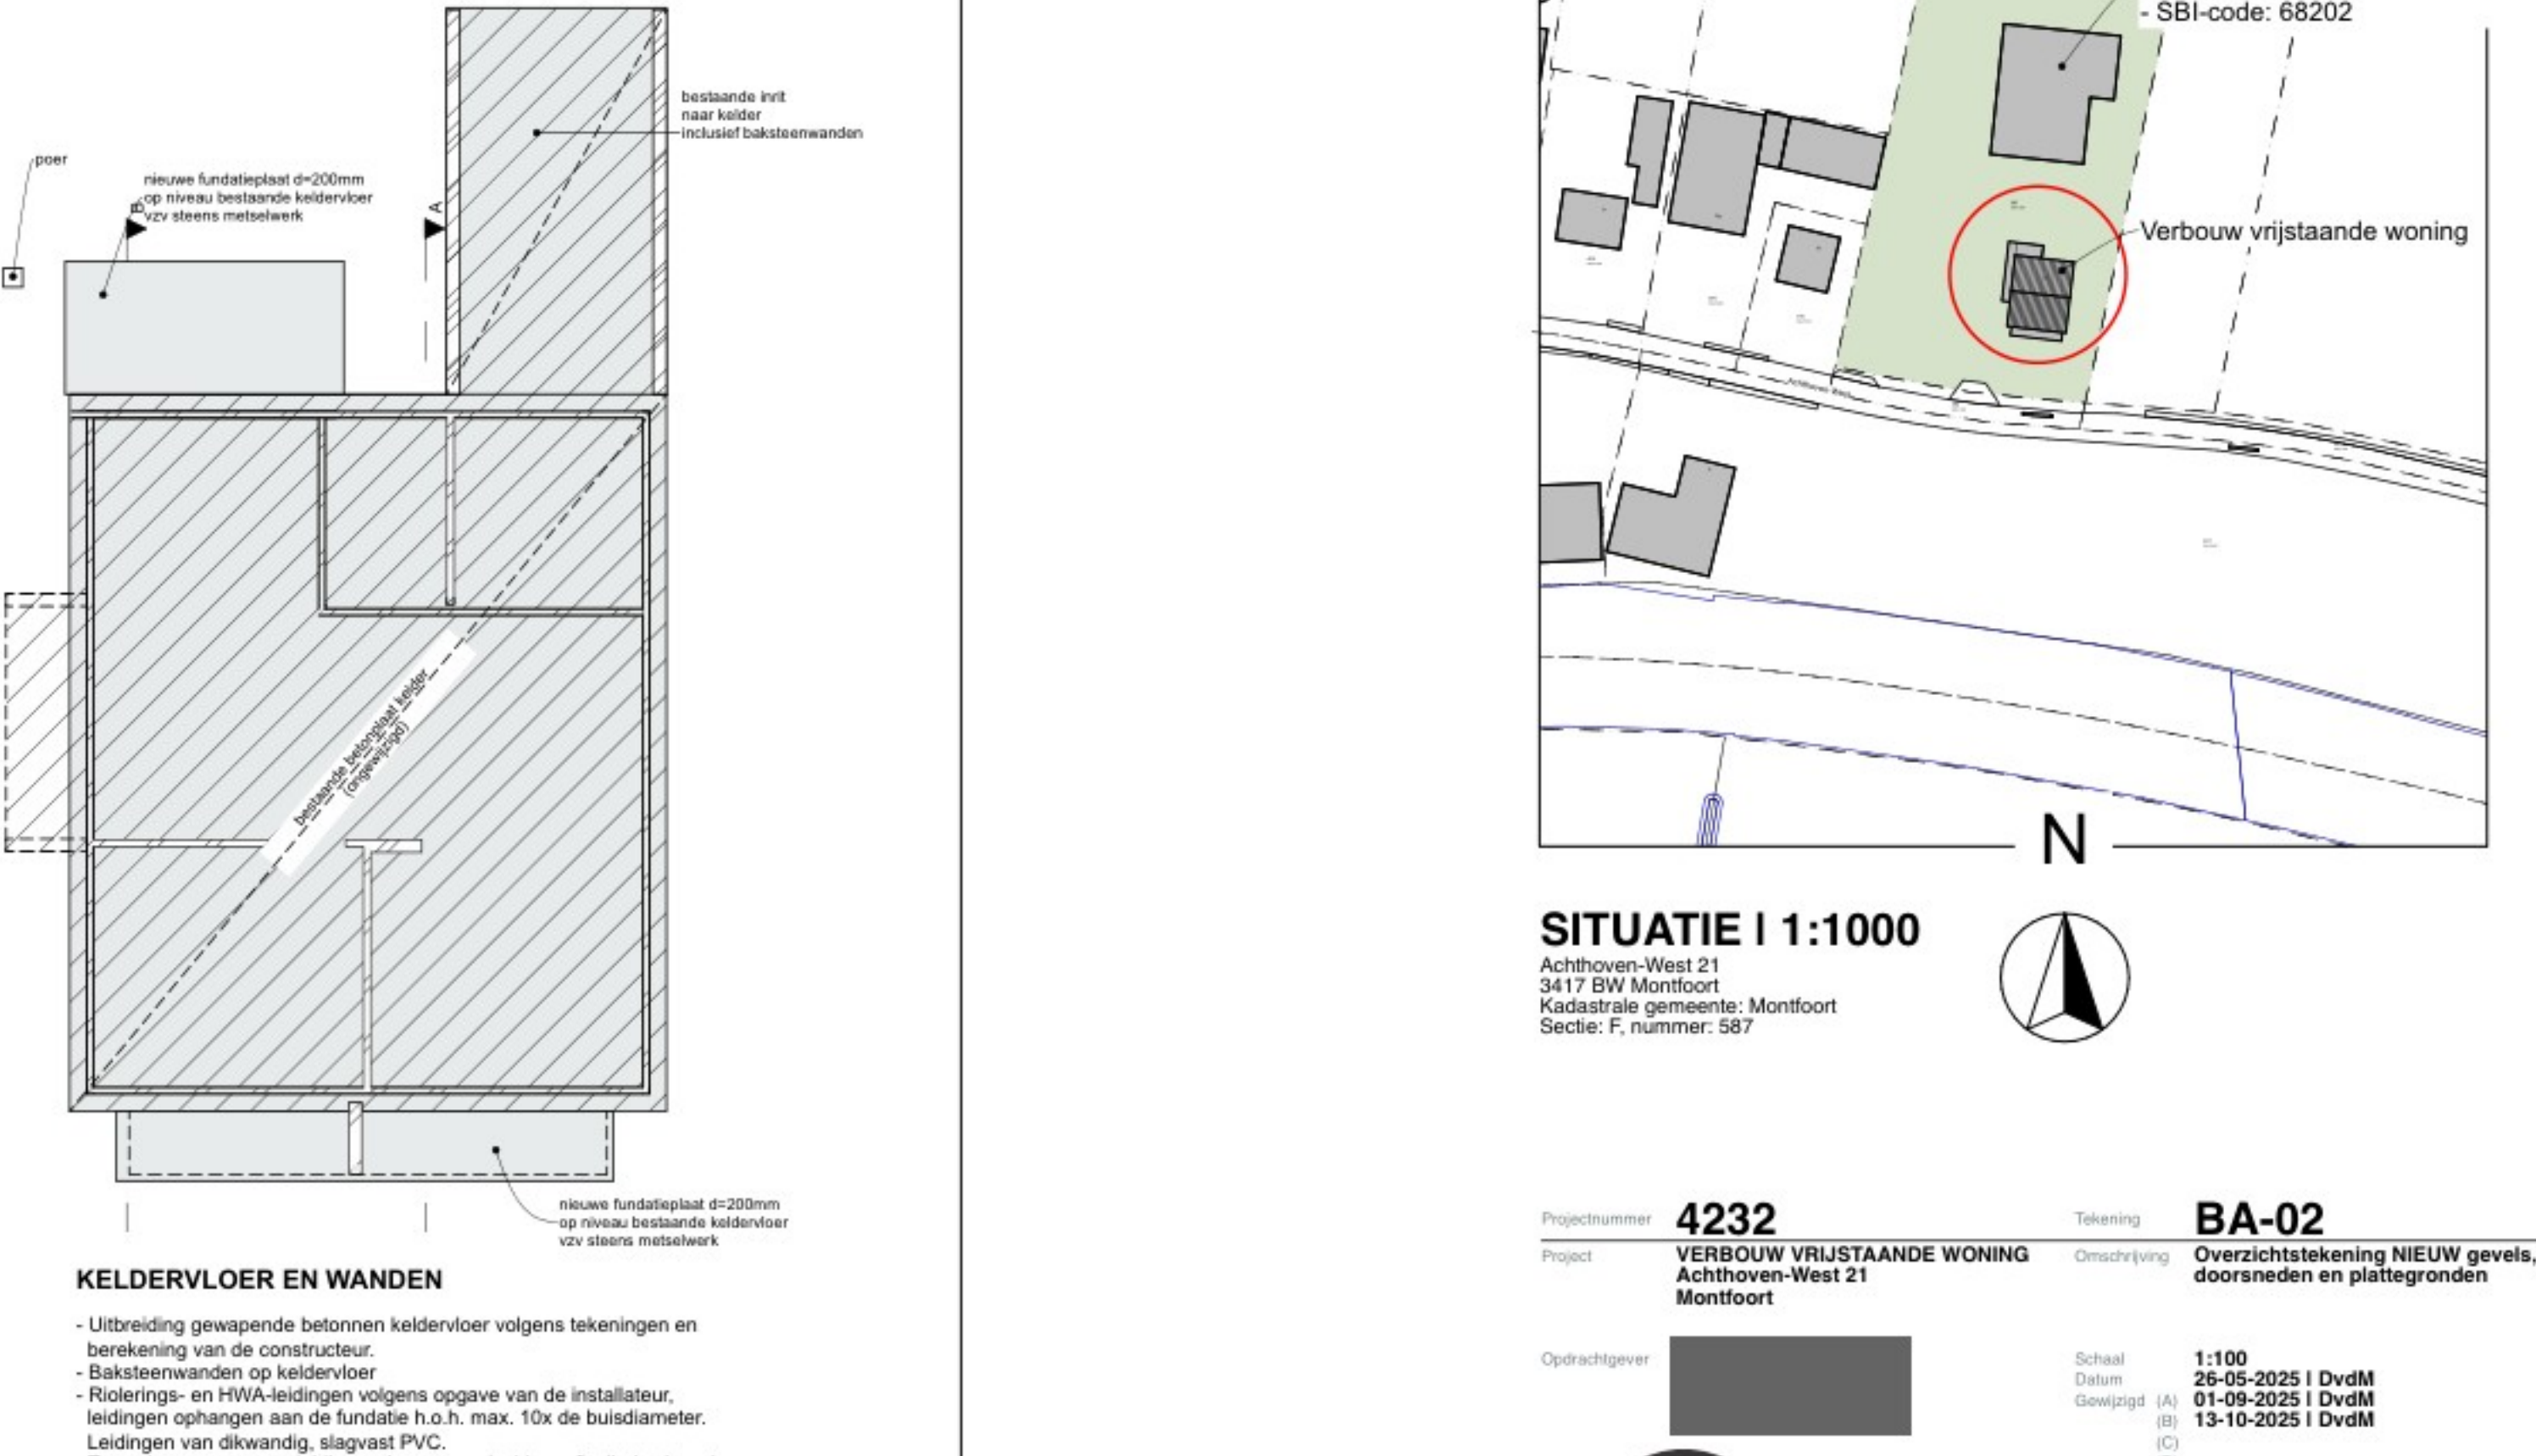 bestaande inrit
naar kelder
inclusief baksteenwanden
poer
nieuwe fundatieplaat d=200mm
op niveau bestaande keldervloer
vzv steens metselwerk
B
A
bestaande betonplaat kelder
(ongewijzigd)
nieuwe fundatieplaat d=200mm
op niveau bestaande keldervloer
vzv steens metselwerk
KELDERVLOER EN WANDEN
- Uitbreiding gewapende betonnen keldervloer volgens tekeningen en
berekening van de constructeur.
- Baksteenwanden op keldervloer
- Riolerings- en HWA-leidingen volgens opgave van de installateur,
leidingen ophangen aan de fundatie h.o.h. max. 10x de buisdiameter.
Leidingen van dikwandig, slagvast PVC.
- SBI-code: 68202
Verbouw vrijstaande woning
N
SITUATIE | 1:1000
Achthoven-West 21
3417 BW Montfoort
Kadastrale gemeente: Montfoort
Sectie: F, nummer: 587
Projectnummer 4232 Tekening BA-02
Project VERBOUW VRIJSTAANDE WONING Omschrijving Overzichtstekening NIEUW gevels,
Achthoven-West 21 doorsneden en plattegronden
Montfoort
Opdrachtgever Schaal 1:100
Datum 26-05-2025 | DvdM
Gewijzigd (A) 01-09-2025 | DvdM
(B) 13-10-2025 | DvdM
(C)